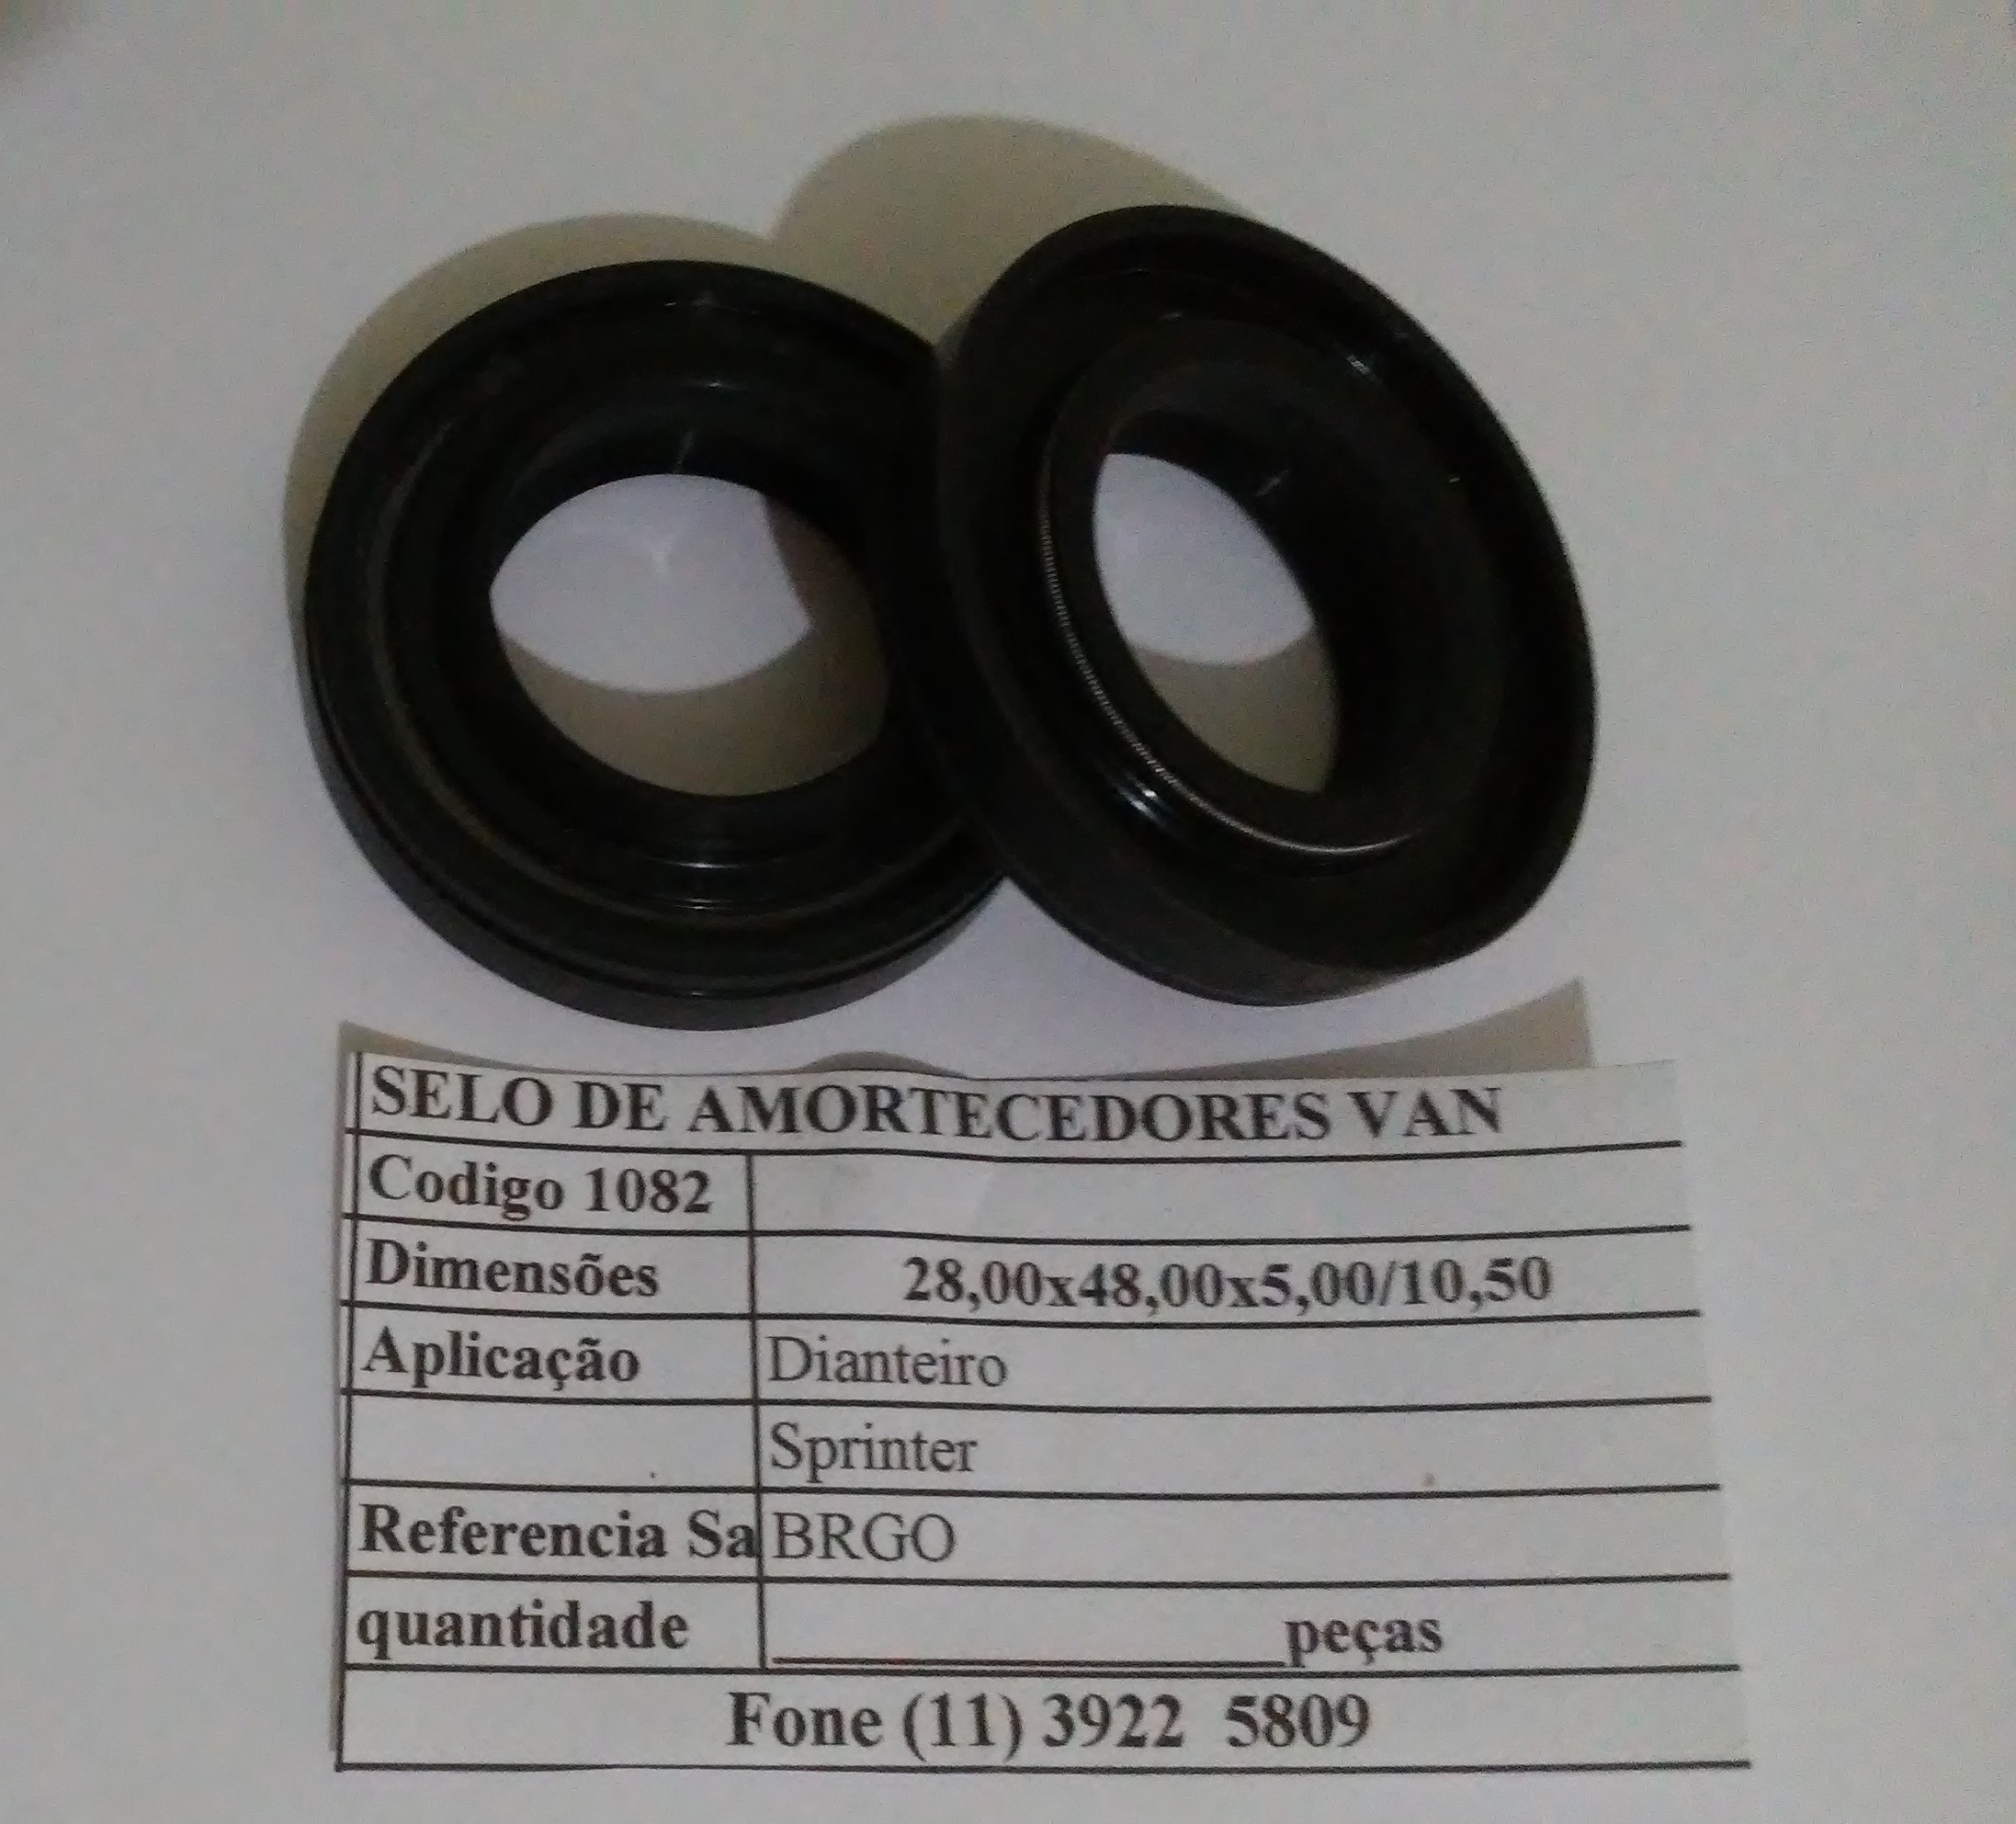 SELO DE AMORTECEDORES VAN
Codigo 1082
Dimensões 28,00x48,00x5,00/10,50
Aplicação Dianteiro
Sprinter
Referencia Sa BRGO
quantidade ____________________peças
Fone (11) 3922 5809